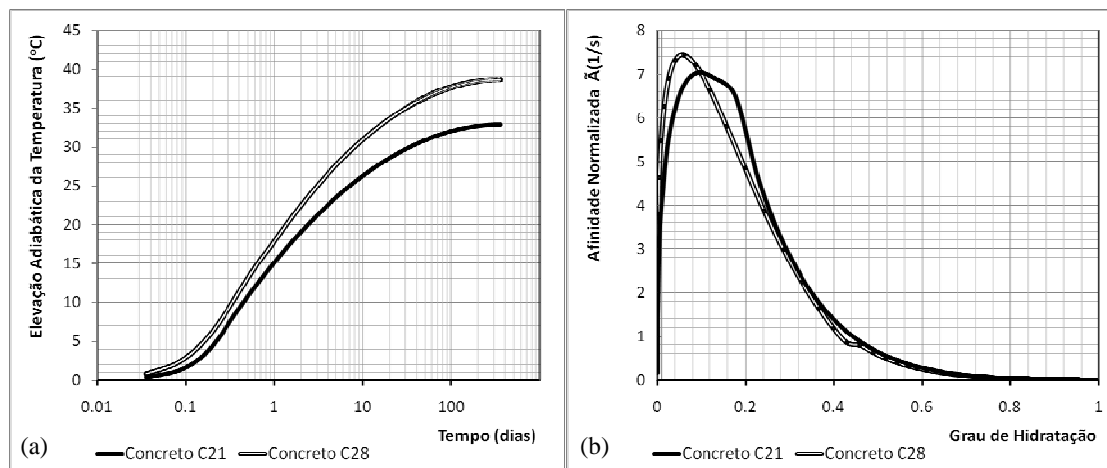 Elevação Adiabática da Temperatura (ºC)
45
40
35
30
25
20
15
10
5
0
0.01 0.1 1 10 100
Tempo (dias)
(a)
Concreto C21 Concreto C28
Afinidade Normalizada Ã(1/s)
8
7
6
5
4
3
2
1
0
0 0.2 0.4 0.6 0.8 1
Grau de Hidratação
(b)
Concreto C21 Concreto C28